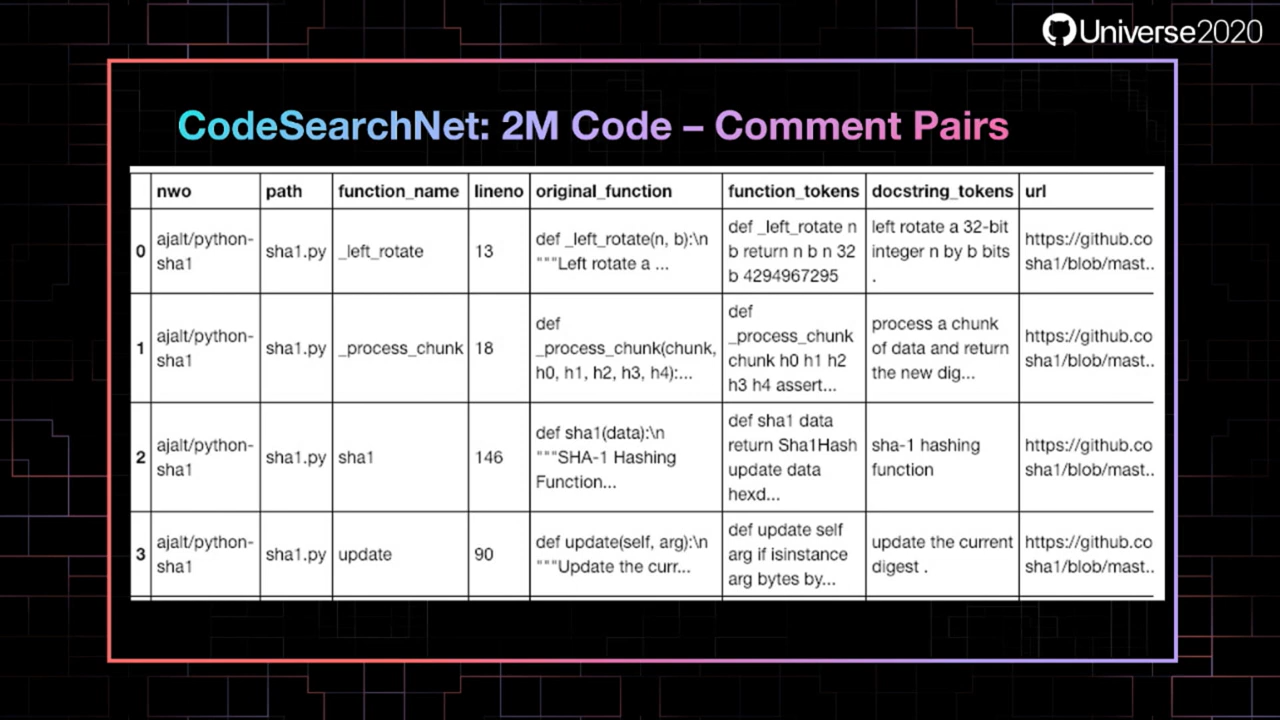 Universe2020
CodeSearchNet: 2M Code – Comment Pairs
nwo path function_name lineno original_function function_tokens docstring_tokens url
0 ajalt/python-sha1 sha1.py _left_rotate 13 def _left_rotate(n, b):\n """Left rotate a ... def _left_rotate n b return n b n 32 b 4294967295 left rotate a 32-bit integer n by b bits . https://github.co sha1/blob/mast..
1 ajalt/python-sha1 sha1.py _process_chunk 18 def _process_chunk(chunk, h0, h1, h2, h3, h4):... def _process_chunk chunk h0 h1 h2 h3 h4 assert... process a chunk of data and return the new dig... https://github.co sha1/blob/mast..
2 ajalt/python-sha1 sha1.py sha1 146 def sha1(data):\n """SHA-1 Hashing Function... def sha1 data return Sha1Hash update data hexd... sha-1 hashing function https://github.co sha1/blob/mast..
3 ajalt/python-sha1 sha1.py update 90 def update(self, arg):\n """Update the curr... def update self arg if isinstance arg bytes by... update the current digest . https://github.co sha1/blob/mast..